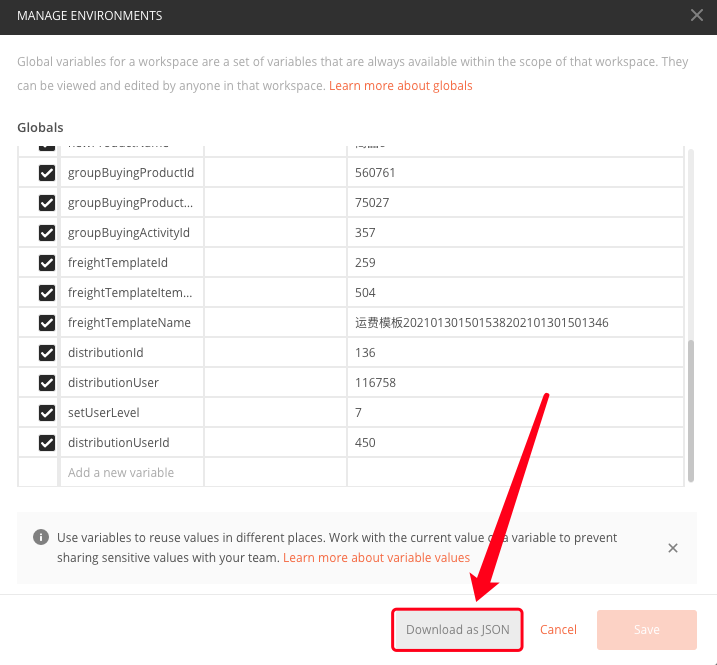 MANAGE ENVIRONMENTS
Global variables for a workspace are a set of variables that are always available within the scope of that workspace. They
can be viewed and edited by anyone in that workspace. Learn more about globals
Globals
groupBuyingProductId 560761
groupBuyingProduct... 75027
groupBuyingActivityId 357
freightTemplateId 259
freightTemplateItem... 504
freightTemplateName 运费模板20210130150153820210130150134​6
distributionId 136
distributionUser 116758
setUserLevel 7
distributionUserId 450
Add a new variable
Use variables to reuse values in different places. Work with the current value of a variable to prevent
sharing sensitive values with your team. Learn more about variable values
Download as JSON Cancel Save